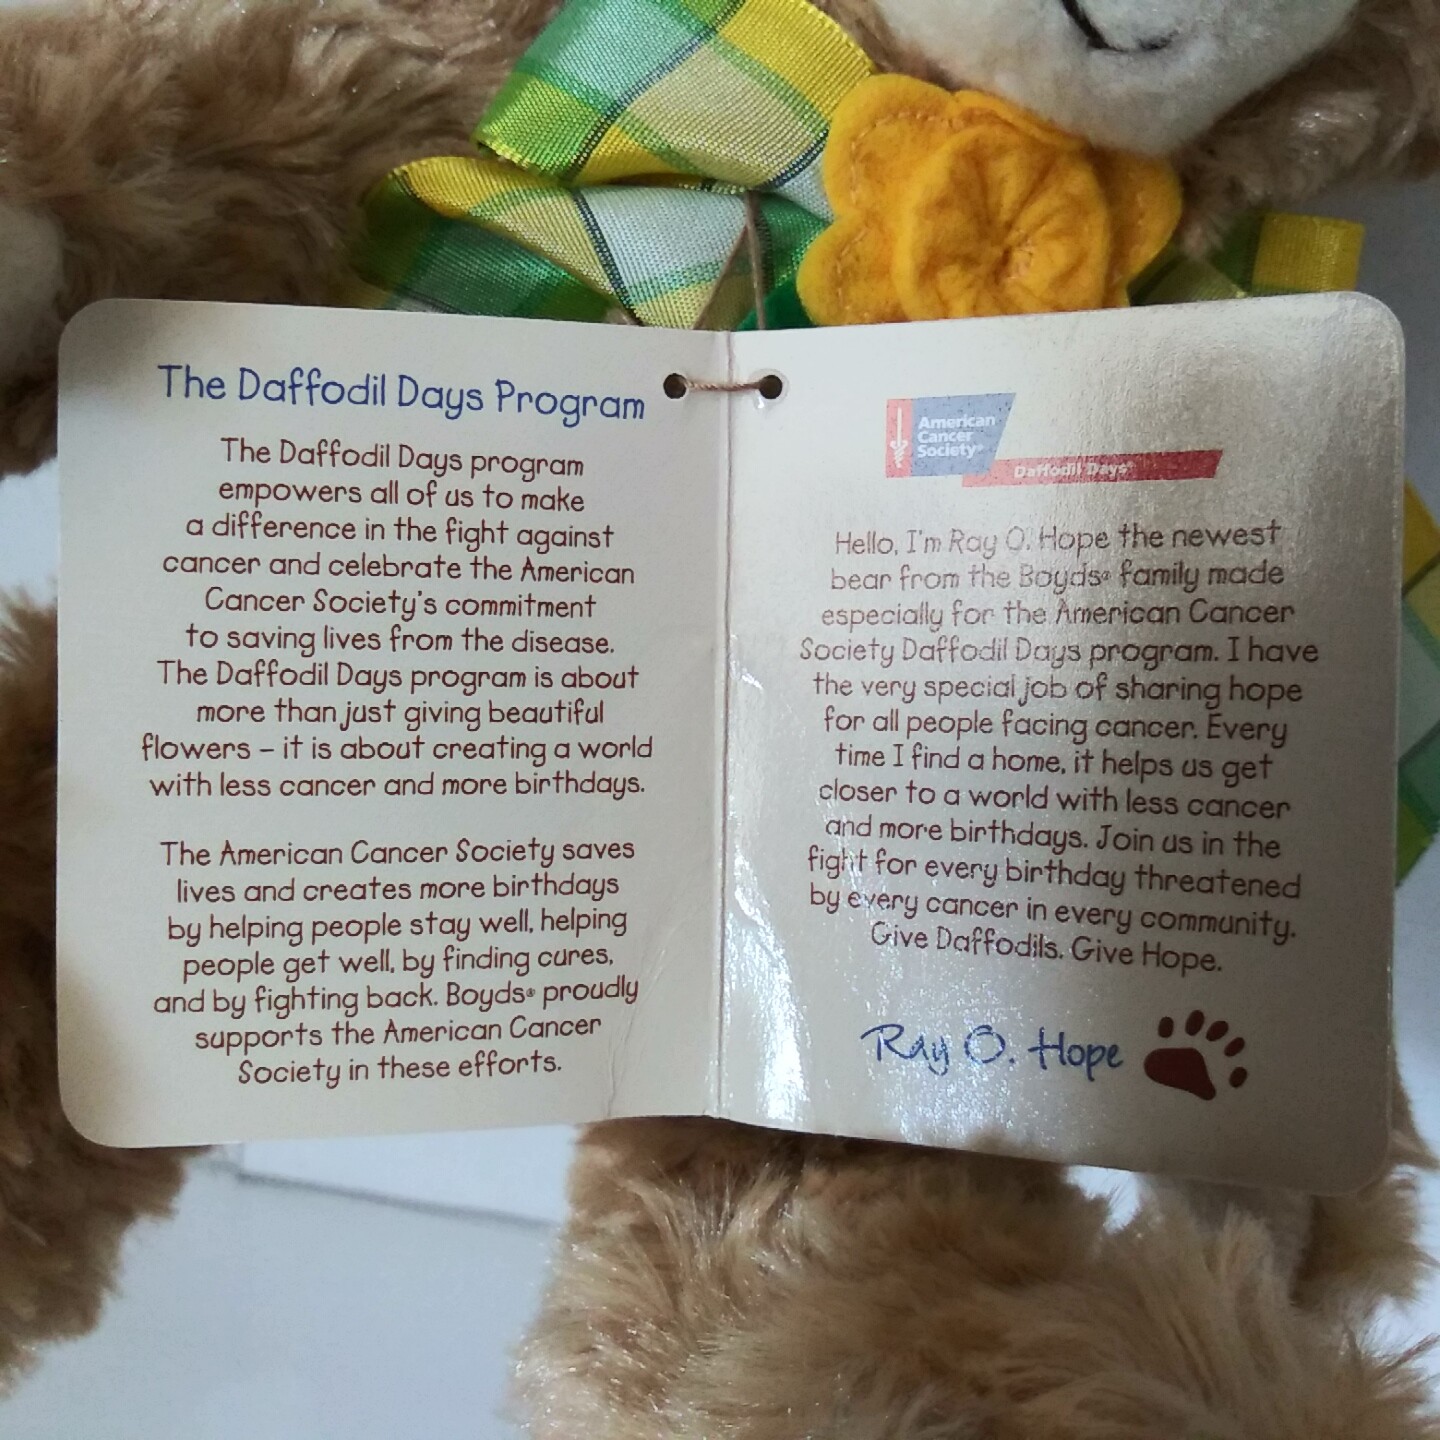 The Daffodil Days Program
The Daffodil Days program
empowers all of us to make
a difference in the fight against
cancer and celebrate the American
Cancer Society's commitment
to saving lives from the disease.
The Daffodil Days program is about
more than just giving beautiful
flowers – it is about creating a world
with less cancer and more birthdays.
The American Cancer Society saves
lives and creates more birthdays
by helping people stay well, helping
people get well, by finding cures,
and by fighting back. Boyds® proudly
supports the American Cancer
Society in these efforts.
American
Cancer
Society®
Daffodil Days®
Hello, I'm Ray O. Hope the newest
bear from the Boyds® family made
especially for the American Cancer
Society Daffodil Days program. I have
the very special job of sharing hope
for all people facing cancer. Every
time I find a home, it helps us get
closer to a world with less cancer
and more birthdays. Join us in the
fight for every birthday threatened
by every cancer in every community.
Give Daffodils. Give Hope.
Ray O. Hope